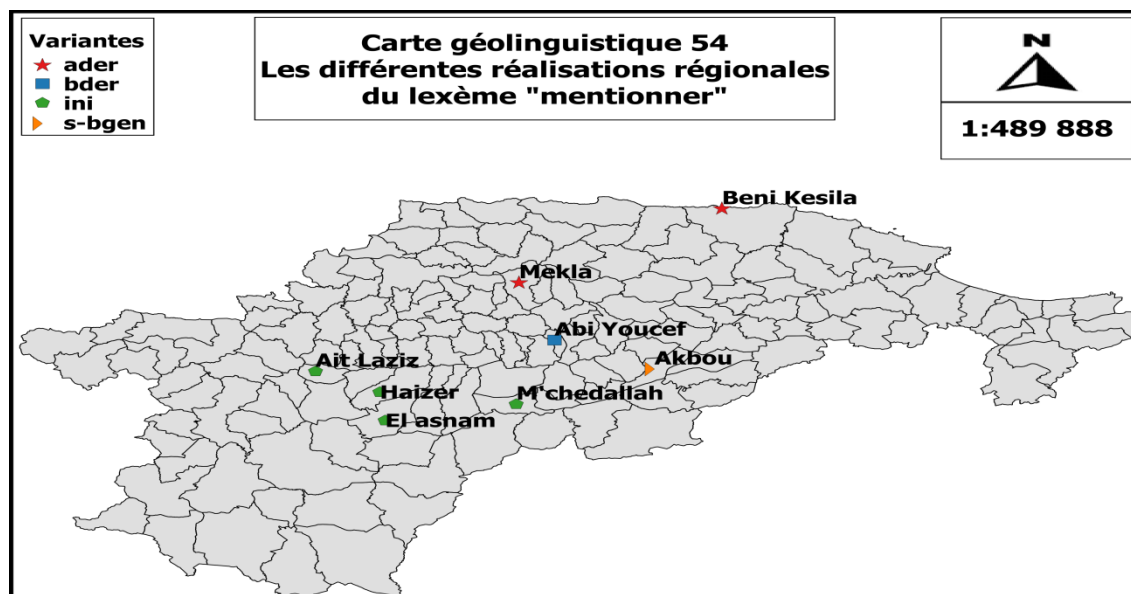 Variantes
ader
bder
ini
s-bgen
Carte géolinguistique 54
Les différentes réalisations régionales
du lexème "mentionner"
N
1:489 888
Beni Kesila
Mekla
Abi Youcef
Ait Laziz
Akbou
Haizer
M'chedallah
El asnam